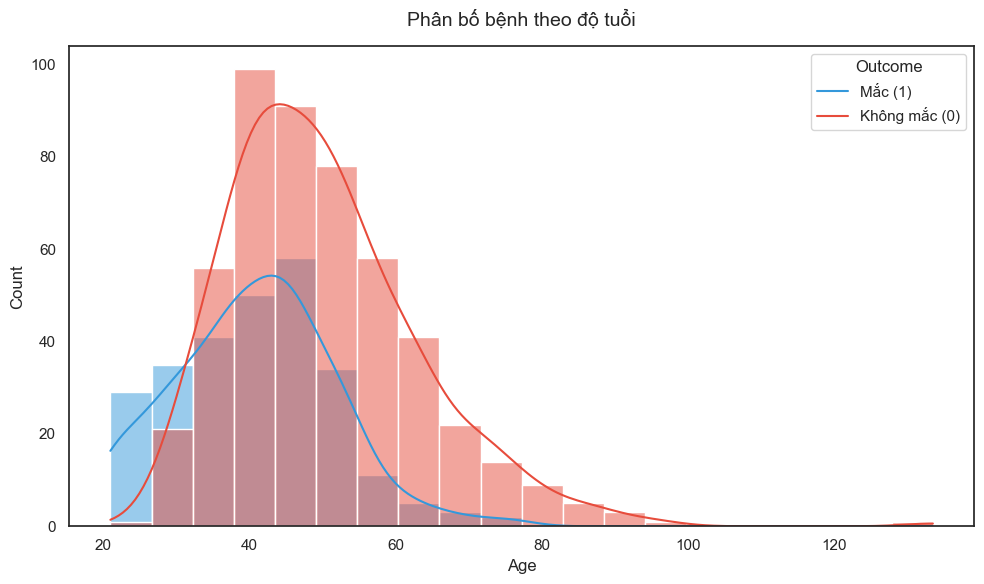 Phân bố bệnh theo độ tuổi
Outcome
Mắc (1)
Không mắc (0)
Count
100
80
60
40
20
0
20
40
60
80
100
120
Age